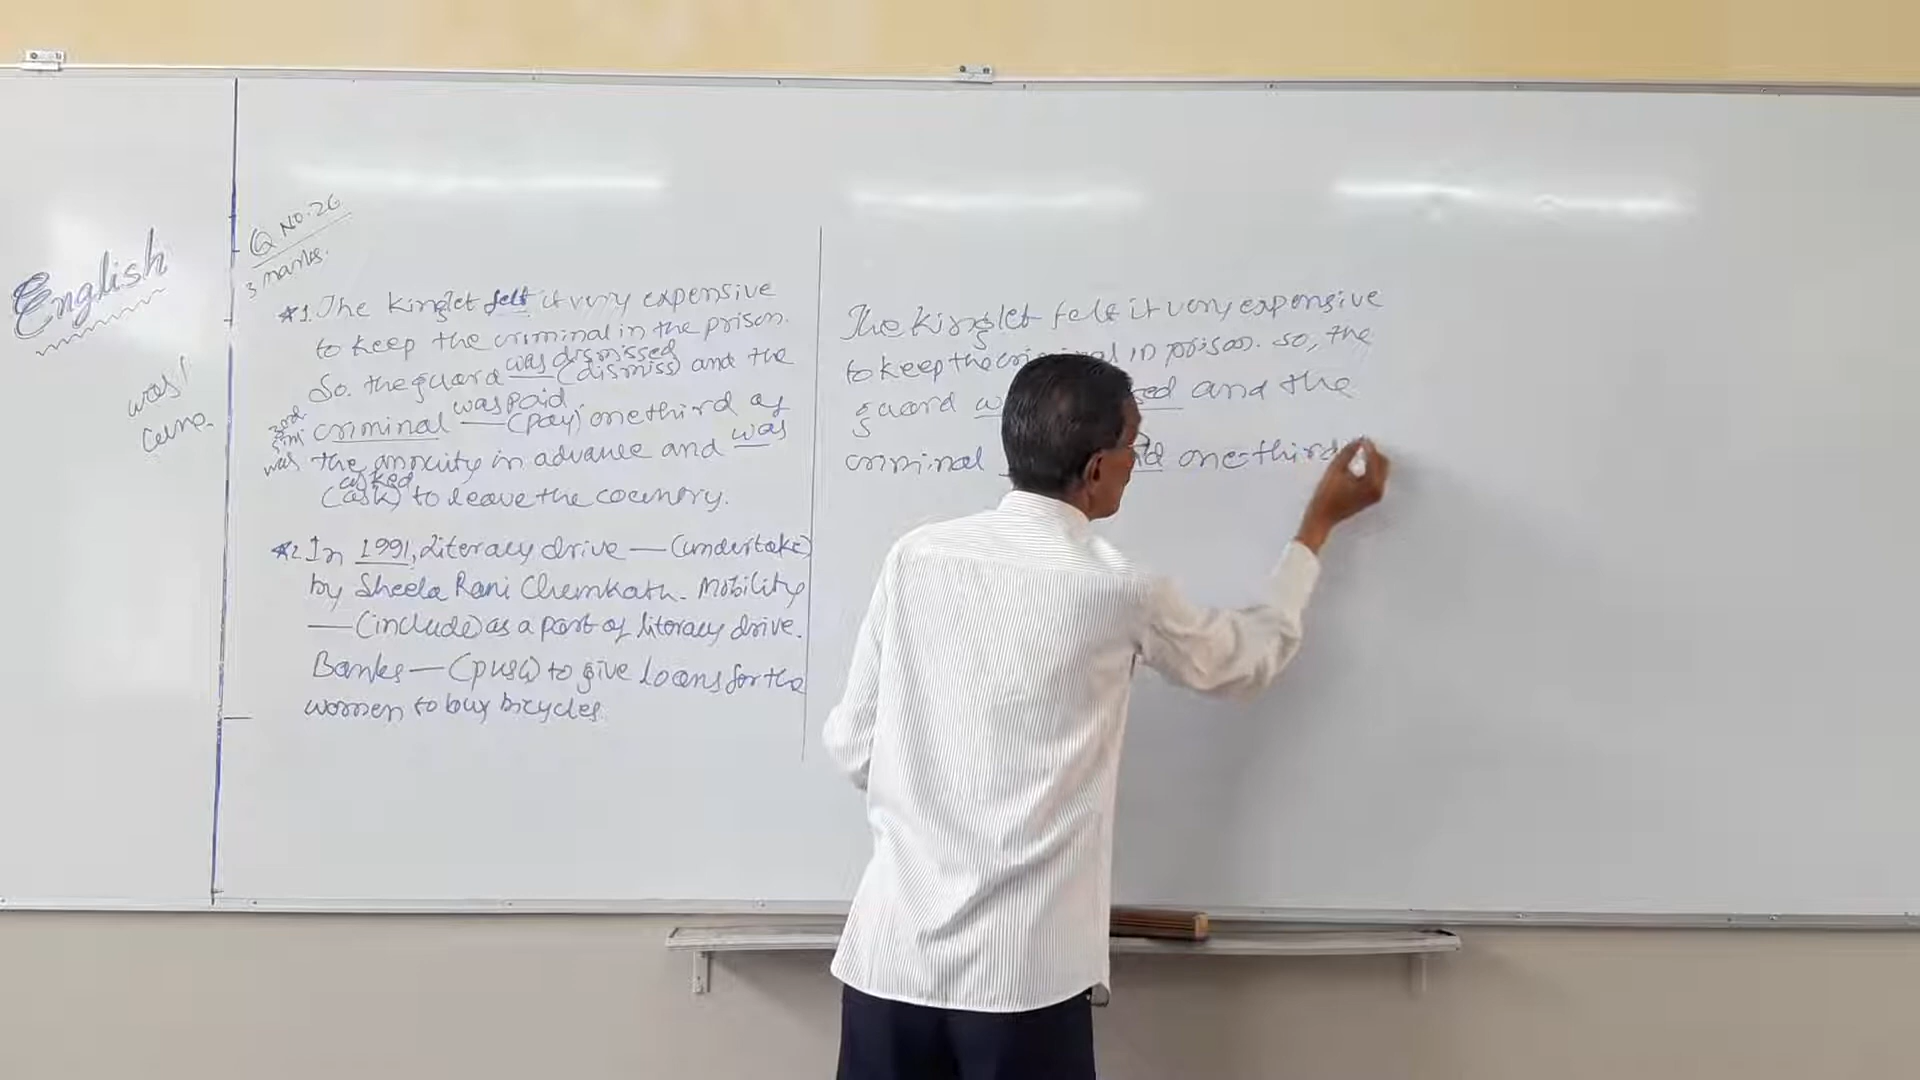 English
was/
Q No. 26
3 marks.
*1. The Kinglet felt it very expensive
to keep the criminal in the prison.
was dismissed
So. the guard — (dismiss) and the
was paid
criminal — (pay) one third of
3rd
sin
was
the annuity in advance and was
asked
(ask) to leave the country.
*2. In 1991, literacy drive — (undertake)
by Sheela Rani Chunkath. Mobility
— (include) as a part of literacy drive.
Banks — (push) to give loans for the
women to buy bicycles.
The Kinglet felt it very expensive
to keep the in prison. So, the
guard and the
criminal one-third